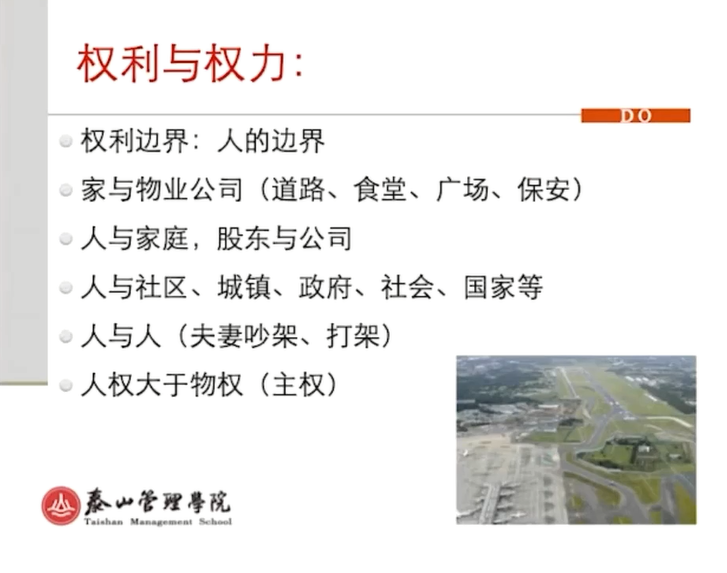 权利与权力：
DO
权利边界：人的边界
家与物业公司（道路、食堂、广场、保安）
人与家庭，股东与公司
人与社区、城镇、政府、社会、国家等
人与人（夫妻吵架、打架）
人权大于物权（主权）
泰山管理學院
Taishan Management School